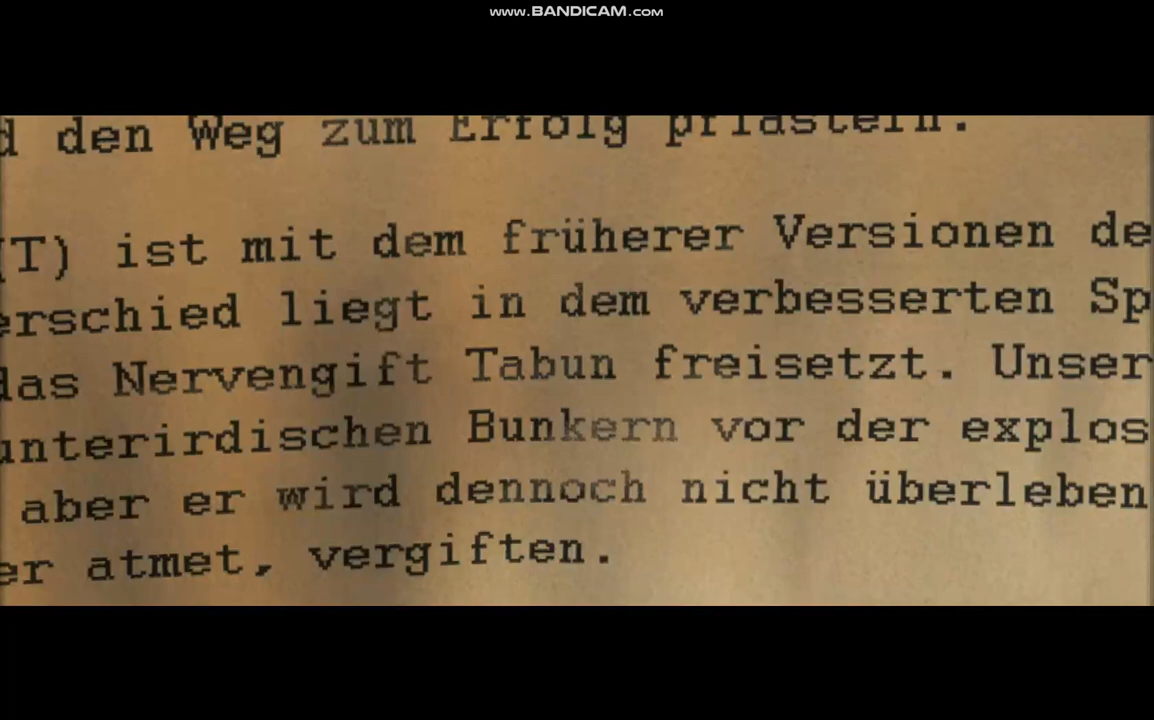 www.BANDICAM.com
d den Weg zum Erfolg pflastern.
(T) ist mit dem früherer Versionen de
erschied liegt in dem verbesserten Sp
das Nervengift Tabun freisetzt. Unser
unterirdischen Bunkern vor der explos
aber er wird dennoch nicht überleben
er atmet, vergiften.